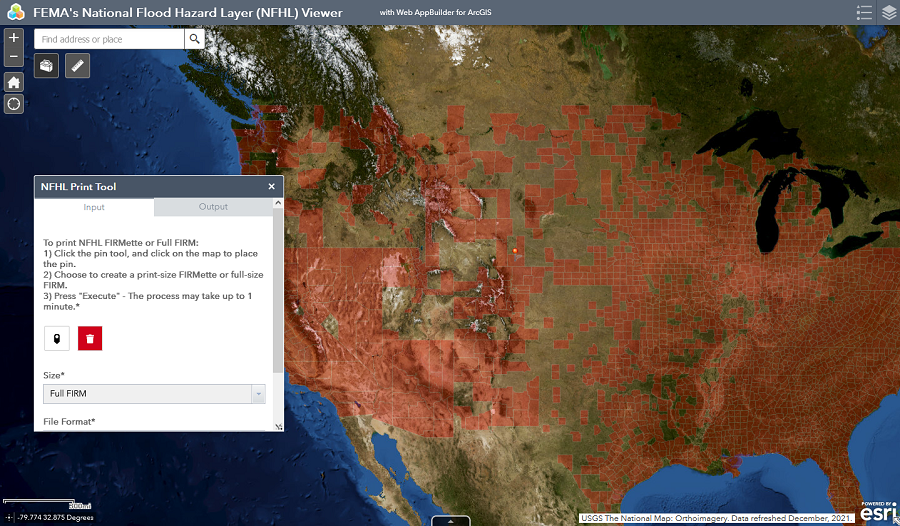 FEMA's National Flood Hazard Layer (NFHL) Viewer
with Web AppBuilder for ArcGIS
Find address or place
NFHL Print Tool
Input
Output
To print NFHL FIRMette or Full FIRM:
1) Click the pin tool, and click on the map to place
the pin.
2) Choose to create a print-size FIRMette or full-size
FIRM.
3) Press "Execute" - The process may take up to 1
minute.*
Size*
Full FIRM
File Format*
-79.774 32.875 Degrees
USGS The National Map: Orthoimagery. Data refreshed December, 2021.
POWERED BY
esri